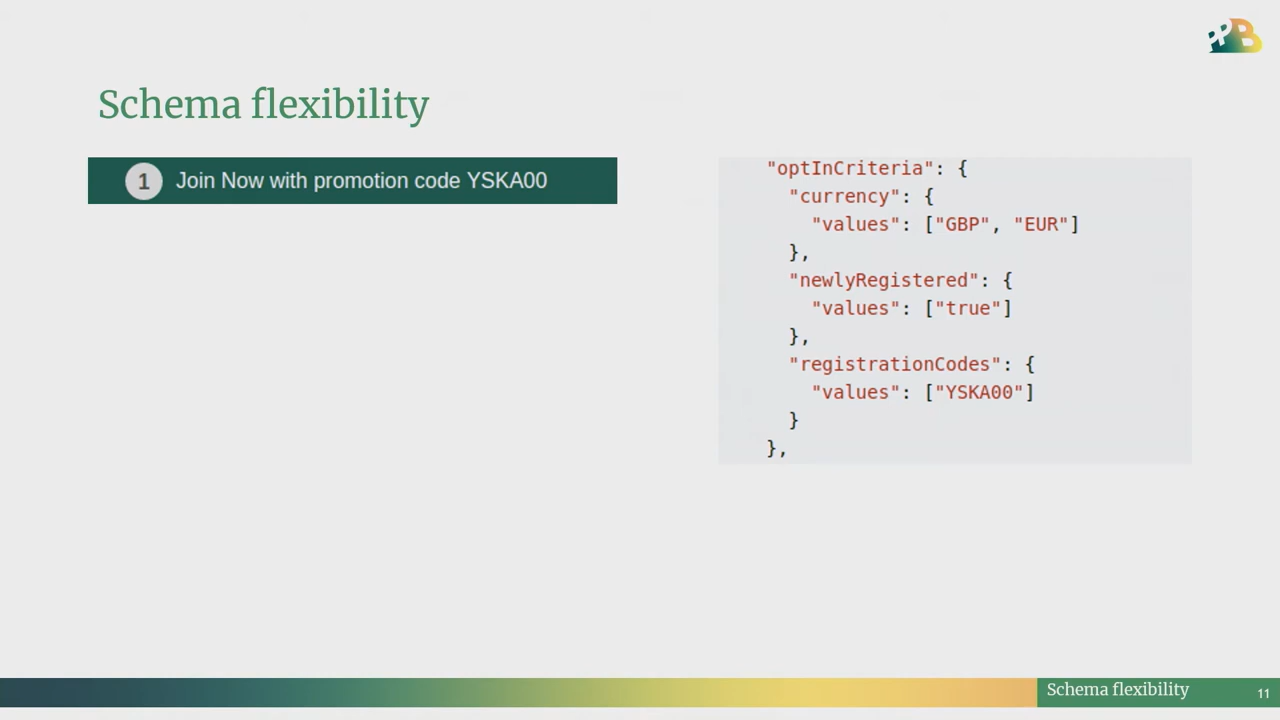 PPB
Schema flexibility
1 Join Now with promotion code YSKA00
"optInCriteria": {
"currency": {
"values": ["GBP", "EUR"]
},
"newlyRegistered": {
"values": ["true"]
},
"registrationCodes": {
"values": ["YSKA00"]
}
},
Schema flexibility 11